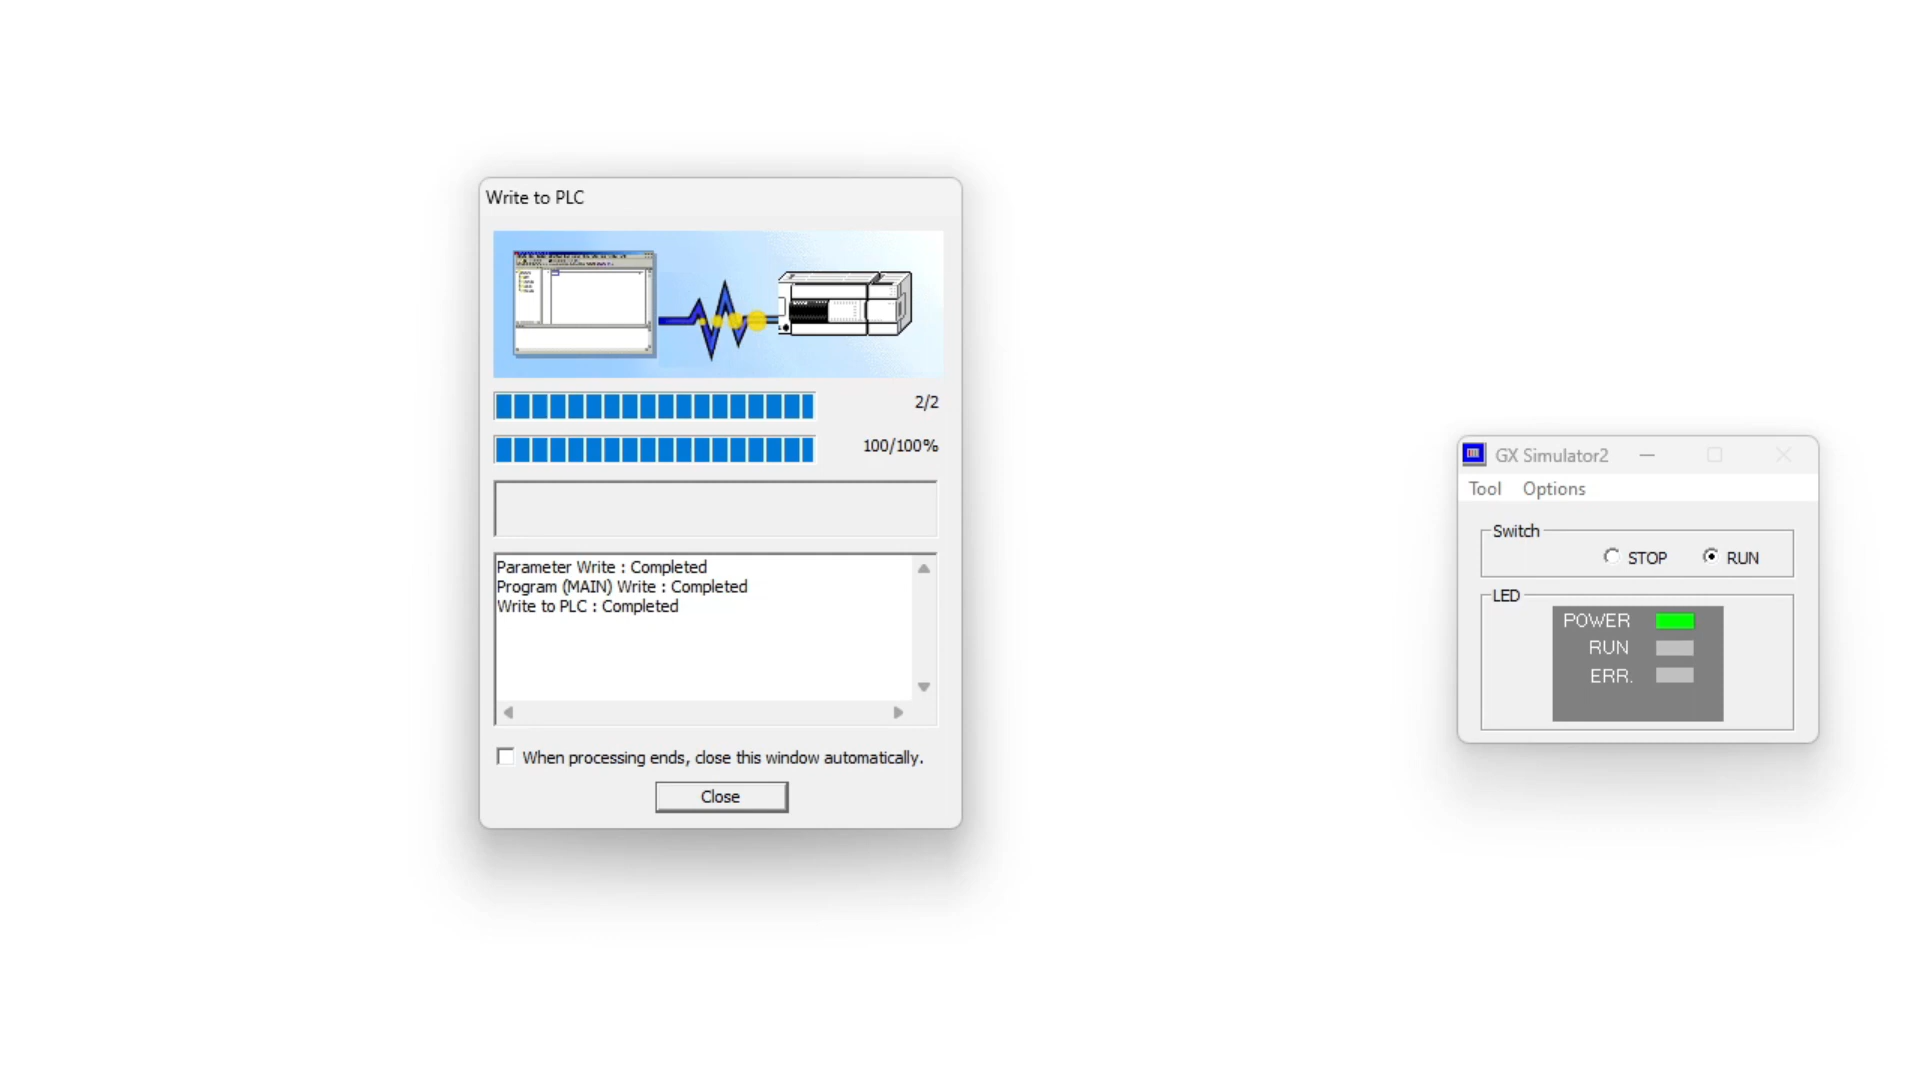 Write to PLC
2/2
100/100%
Parameter Write : Completed
Program (MAIN) Write : Completed
Write to PLC : Completed
When processing ends, close this window automatically.
Close
GX Simulator2
Tool Options
Switch
STOP RUN
LED
POWER
RUN
ERR.